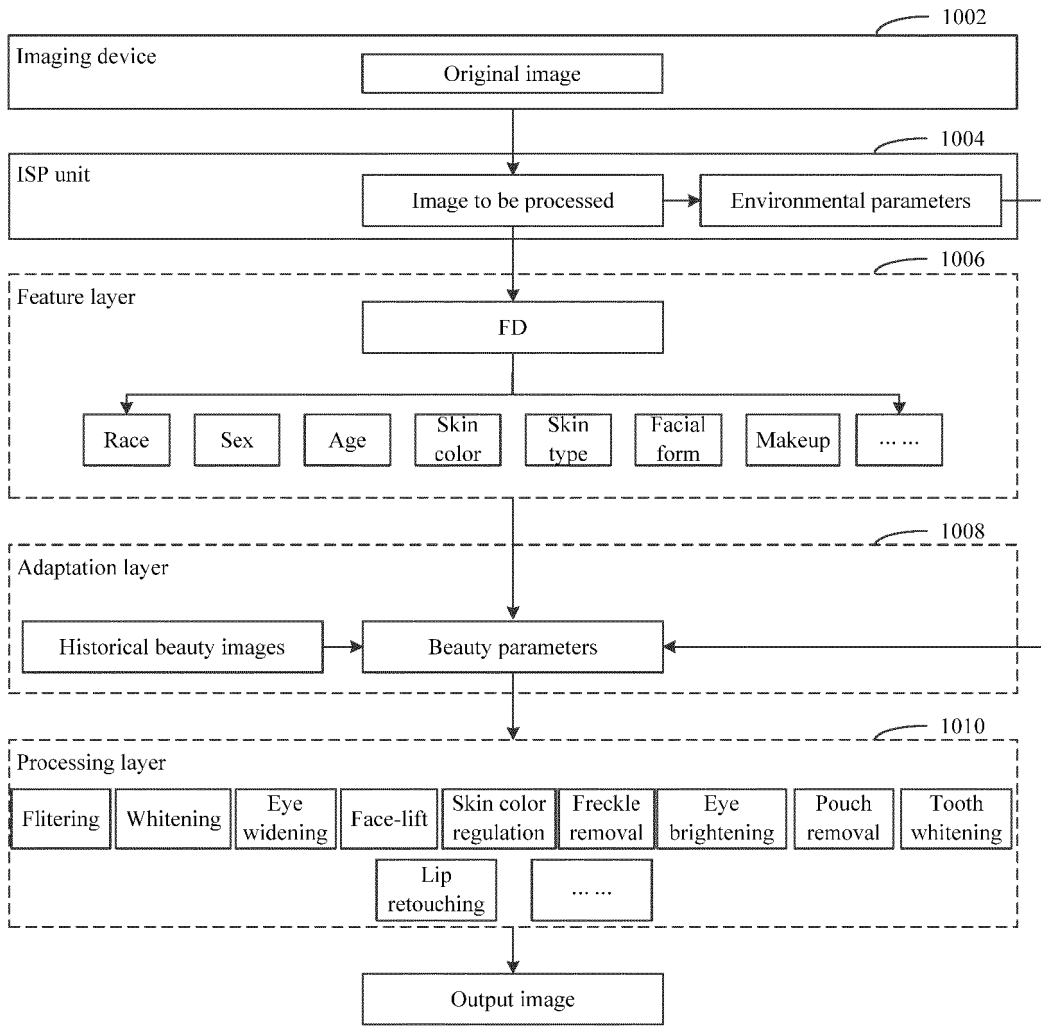 1002
Imaging device
Original image
1004
ISP unit
Image to be processed
Environmental parameters
1006
Feature layer
FD
Race
Sex
Age
Skin
color
Skin
type
Facial
form
Makeup
... ...
1008
Adaptation layer
Historical beauty images
Beauty parameters
1010
Processing layer
Flitering
Whitening
Eye
widening
Face-lift
Skin color
regulation
Freckle
removal
Eye
brightening
Pouch
removal
Tooth
whitening
Lip
retouching
... ...
Output image